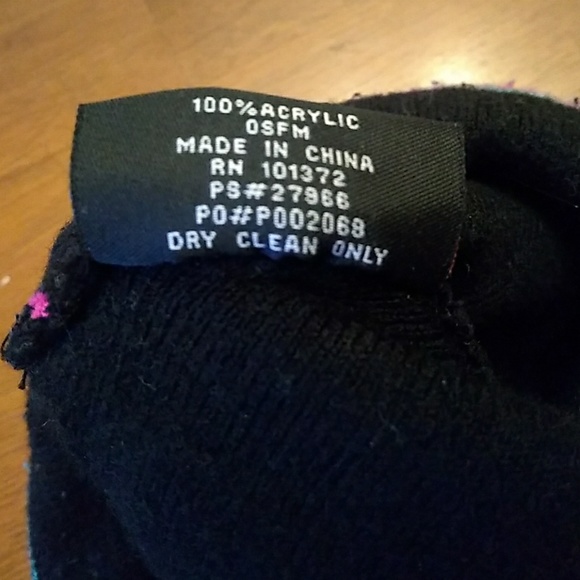 100%ACRYLIC
OSFM
MADE IN CHINA
RN 101372
PS#27966
PO#P002068
DRY CLEAN ONLY